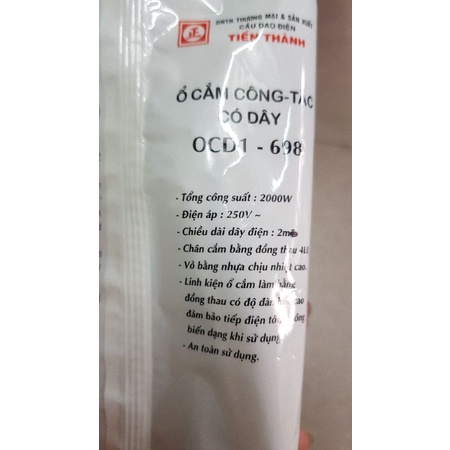 DNTN THƯƠNG MẠI & SẢN XUẤT
CẦU DAO ĐIỆN
TIẾN THÀNH
Ổ CẮM CÔNG-TẮC
CÓ DÂY
OCD1 - 698
- Tổng công suất : 2000W
- Điện áp : 250V ~
- Chiều dài dây điện : 2mét
- Chân cắm bằng đồng thau
- Vỏ bằng nhựa chịu nhiệt cao.
- Linh kiện ổ cắm làm bằng
đồng thau có độ đàn hồi cao
đảm bảo tiếp điện
biến dạng khi sử dụng.
- An toàn sử dụng.